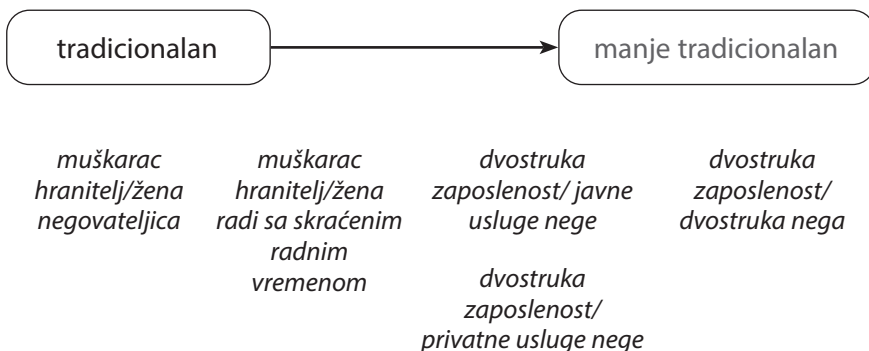 tradicionalan
manje tradicionalan
muškarac
hranitelj/žena
negovateljica
muškarac
hranitelj/žena
radi sa skraćenim
radnim
vremenom
dvostruka
zaposlenost/ javne
usluge nege
dvostruka
zaposlenost/
privatne usluge nege
dvostruka
zaposlenost/
dvostruka nega